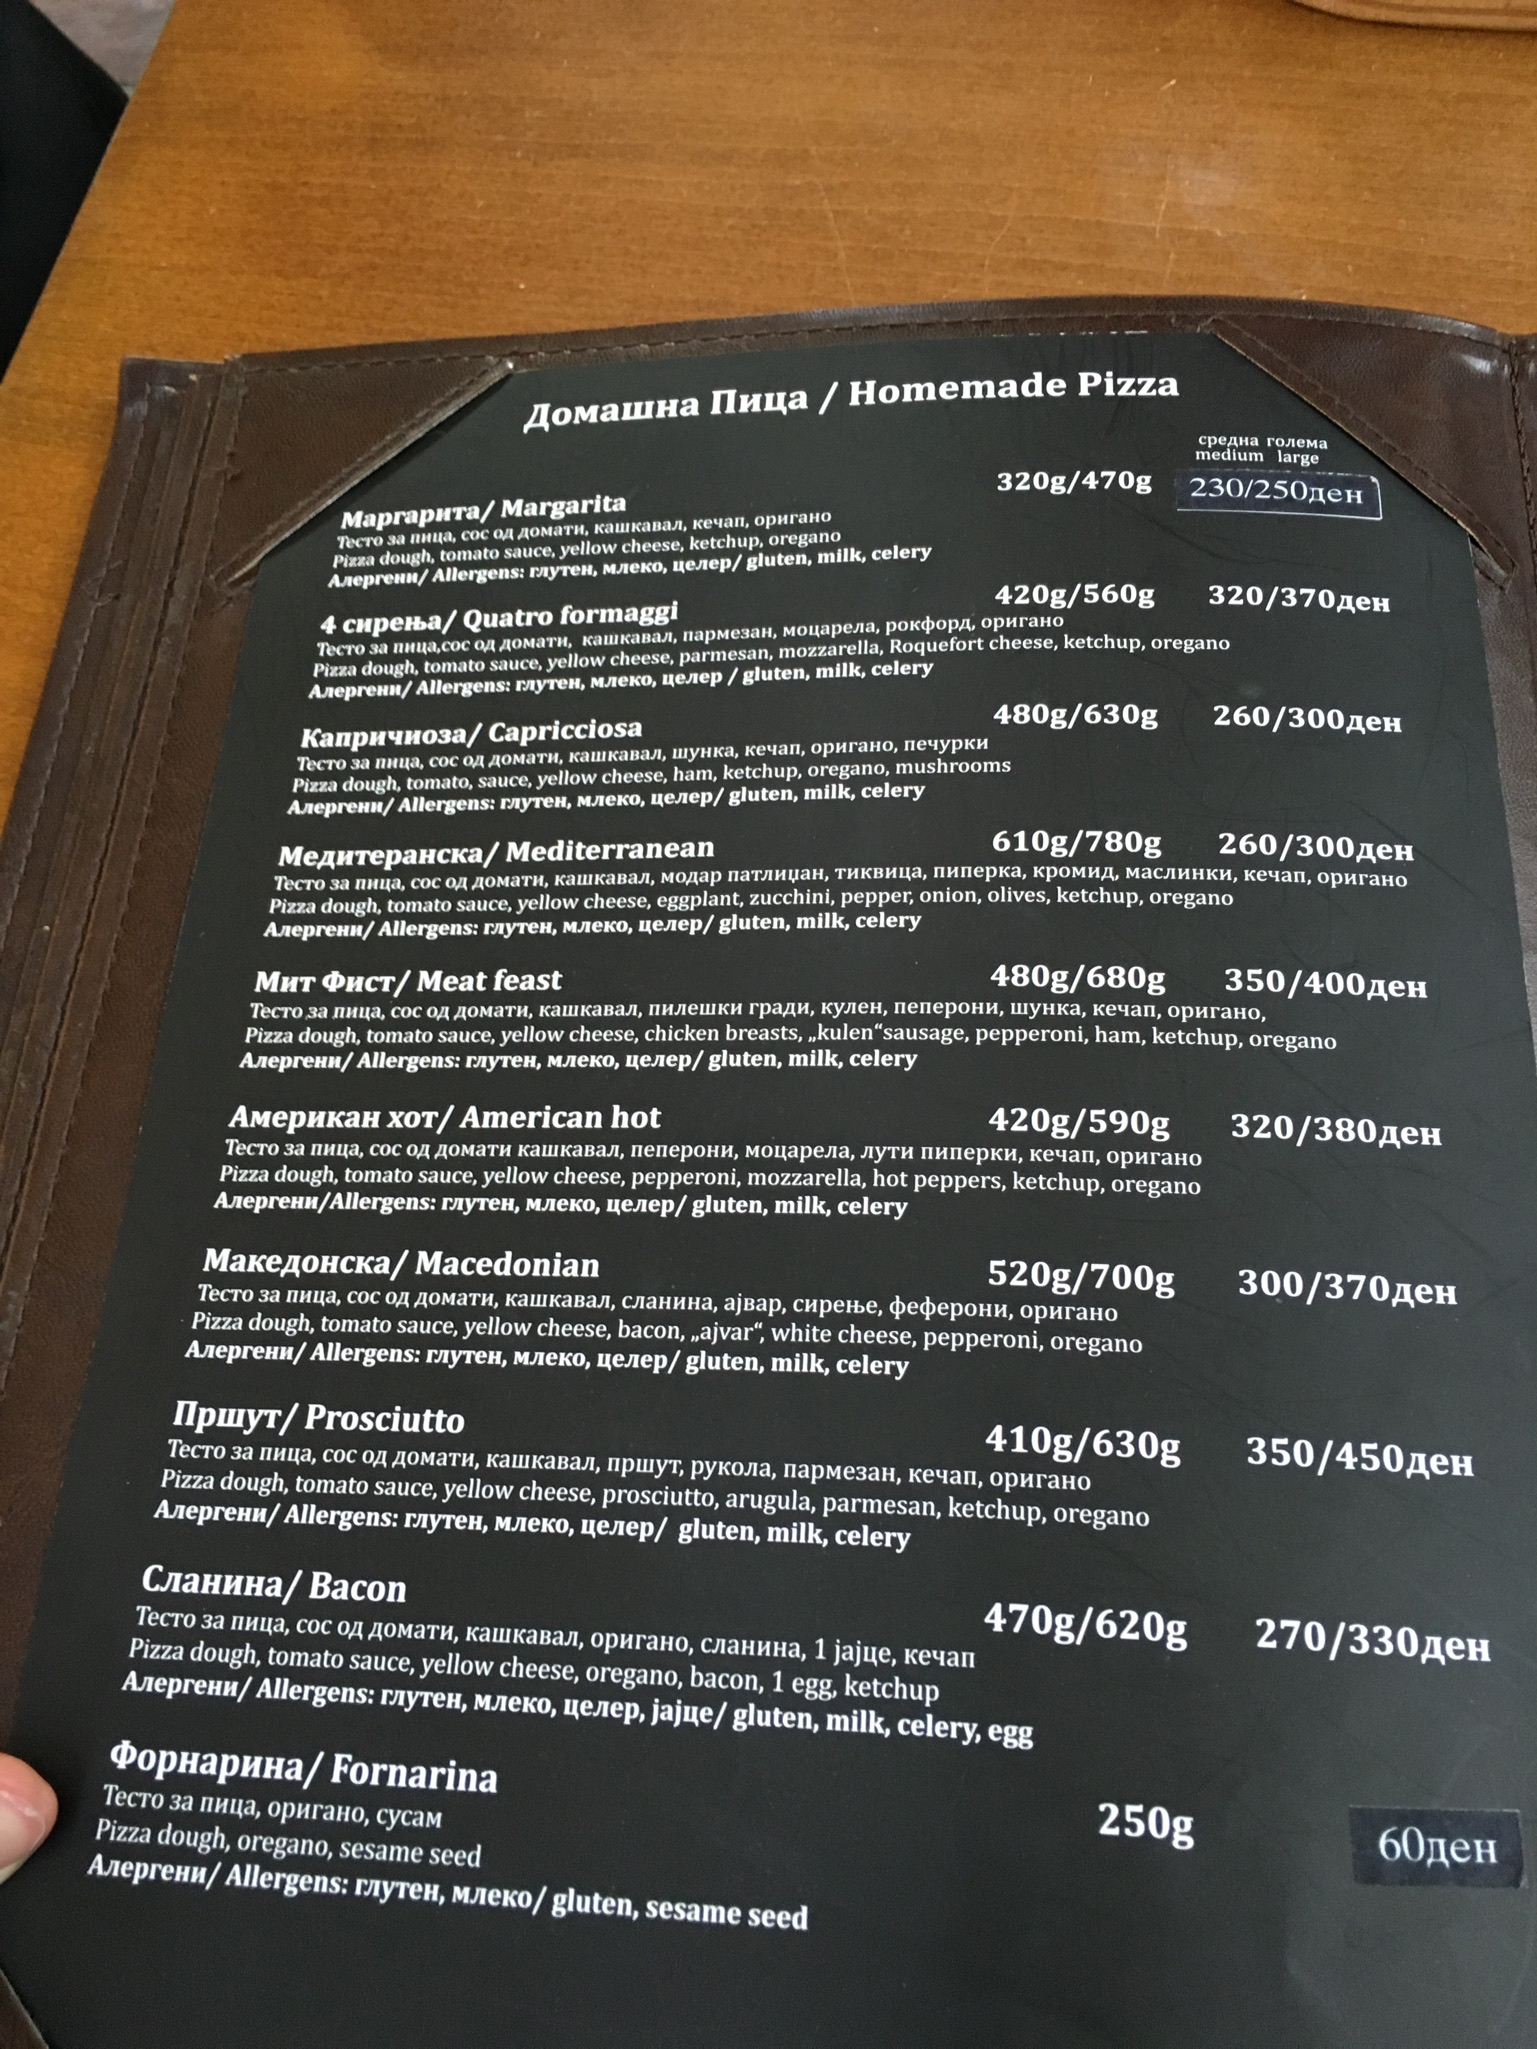 Домашна Пица / Homemade Pizza
средна голема
medium large
Маргарита/ Margarita 320g/470g 230/250ден
Тесто за пица, сос од домати, кашкавал, кечап, оригано
Pizza dough, tomato sauce, yellow cheese, ketchup, oregano
Алергени/ Allergens: глутен, млеко, целер/ gluten, milk, celery
4 сирења/ Quatro formaggi 420g/560g 320/370ден
Тесто за пица,сос од домати, кашкавал, пармезан, моцарела, рокфорд, оригано
Pizza dough, tomato sauce, yellow cheese, parmesan, mozzarella, Roquefort cheese, ketchup, oregano
Алергени/ Allergens: глутен, млеко, целер / gluten, milk, celery
Капричиоза/ Capricciosa 480g/630g 260/300ден
Тесто за пица, сос од домати, кашкавал, шунка, кечап, оригано, печурки
Pizza dough, tomato, sauce, yellow cheese, ham, ketchup, oregano, mushrooms
Алергени/ Allergens: глутен, млеко, целер/ gluten, milk, celery
Медитеранска/ Mediterranean 610g/780g 260/300ден
Тесто за пица, сос од домати, кашкавал, модар патлиџан, тиквица, пиперка, кромид, маслинки, кечап, оригано
Pizza dough, tomato sauce, yellow cheese, eggplant, zucchini, pepper, onion, olives, ketchup, oregano
Алергени/ Allergens: глутен, млеко, целер/ gluten, milk, celery
Мит Фист/ Meat feast 480g/680g 350/400ден
Тесто за пица, сос од домати, кашкавал, пилешки гради, кулен, пеперони, шунка, кечап, оригано,
Pizza dough, tomato sauce, yellow cheese, chicken breasts, „kulen“sausage, pepperoni, ham, ketchup, oregano
Алергени/ Allergens: глутен, млеко, целер/ gluten, milk, celery
Американ хот/ American hot 420g/590g 320/380ден
Тесто за пица, сос од домати кашкавал, пеперони, моцарела, лути пиперки, кечап, оригано
Pizza dough, tomato sauce, yellow cheese, pepperoni, mozzarella, hot peppers, ketchup, oregano
Алергени/Allergens: глутен, млеко, целер/ gluten, milk, celery
Македонска/ Macedonian 520g/700g 300/370ден
Тесто за пица, сос од домати, кашкавал, сланина, ајвар, сирење, феферони, оригано
Pizza dough, tomato sauce, yellow cheese, bacon, „ajvar“, white cheese, pepperoni, oregano
Алергени/ Allergens: глутен, млеко, целер/ gluten, milk, celery
Пршут/ Prosciutto 410g/630g 350/450ден
Тесто за пица, сос од домати, кашкавал, пршут, рукола, пармезан, кечап, оригано
Pizza dough, tomato sauce, yellow cheese, prosciutto, arugula, parmesan, ketchup, oregano
Алергени/ Allergens: глутен, млеко, целер/ gluten, milk, celery
Сланина/ Bacon 470g/620g 270/330ден
Тесто за пица, сос од домати, кашкавал, оригано, сланина, 1 јајце, кечап
Pizza dough, tomato sauce, yellow cheese, oregano, bacon, 1 egg, ketchup
Алергени/ Allergens: глутен, млеко, целер, јајце/ gluten, milk, celery, egg
Форнарина/ Fornarina 250g 60ден
Тесто за пица, оригано, сусам
Pizza dough, oregano, sesame seed
Алергени/ Allergens: глутен, млеко/ gluten, sesame seed